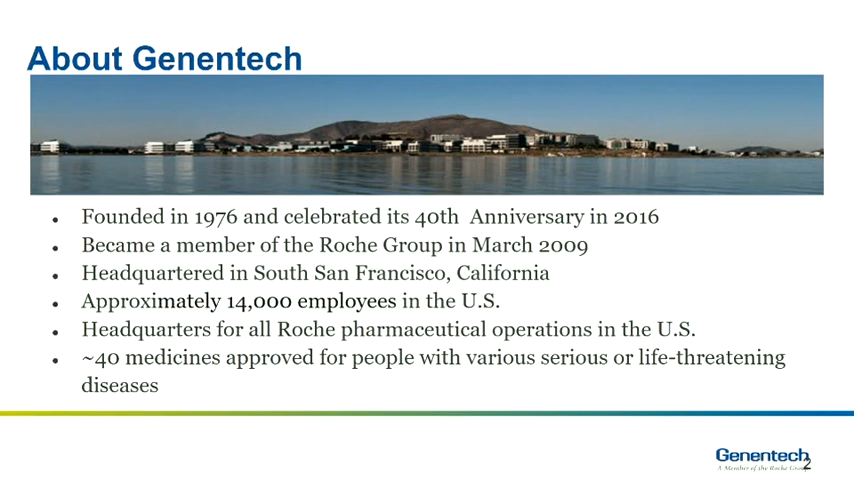 About Genentech
• Founded in 1976 and celebrated its 40th Anniversary in 2016
• Became a member of the Roche Group in March 2009
• Headquartered in South San Francisco, California
• Approximately 14,000 employees in the U.S.
• Headquarters for all Roche pharmaceutical operations in the U.S.
• ~40 medicines approved for people with various serious or life-threatening
diseases
Genentech
A Member of the Roche Group
2